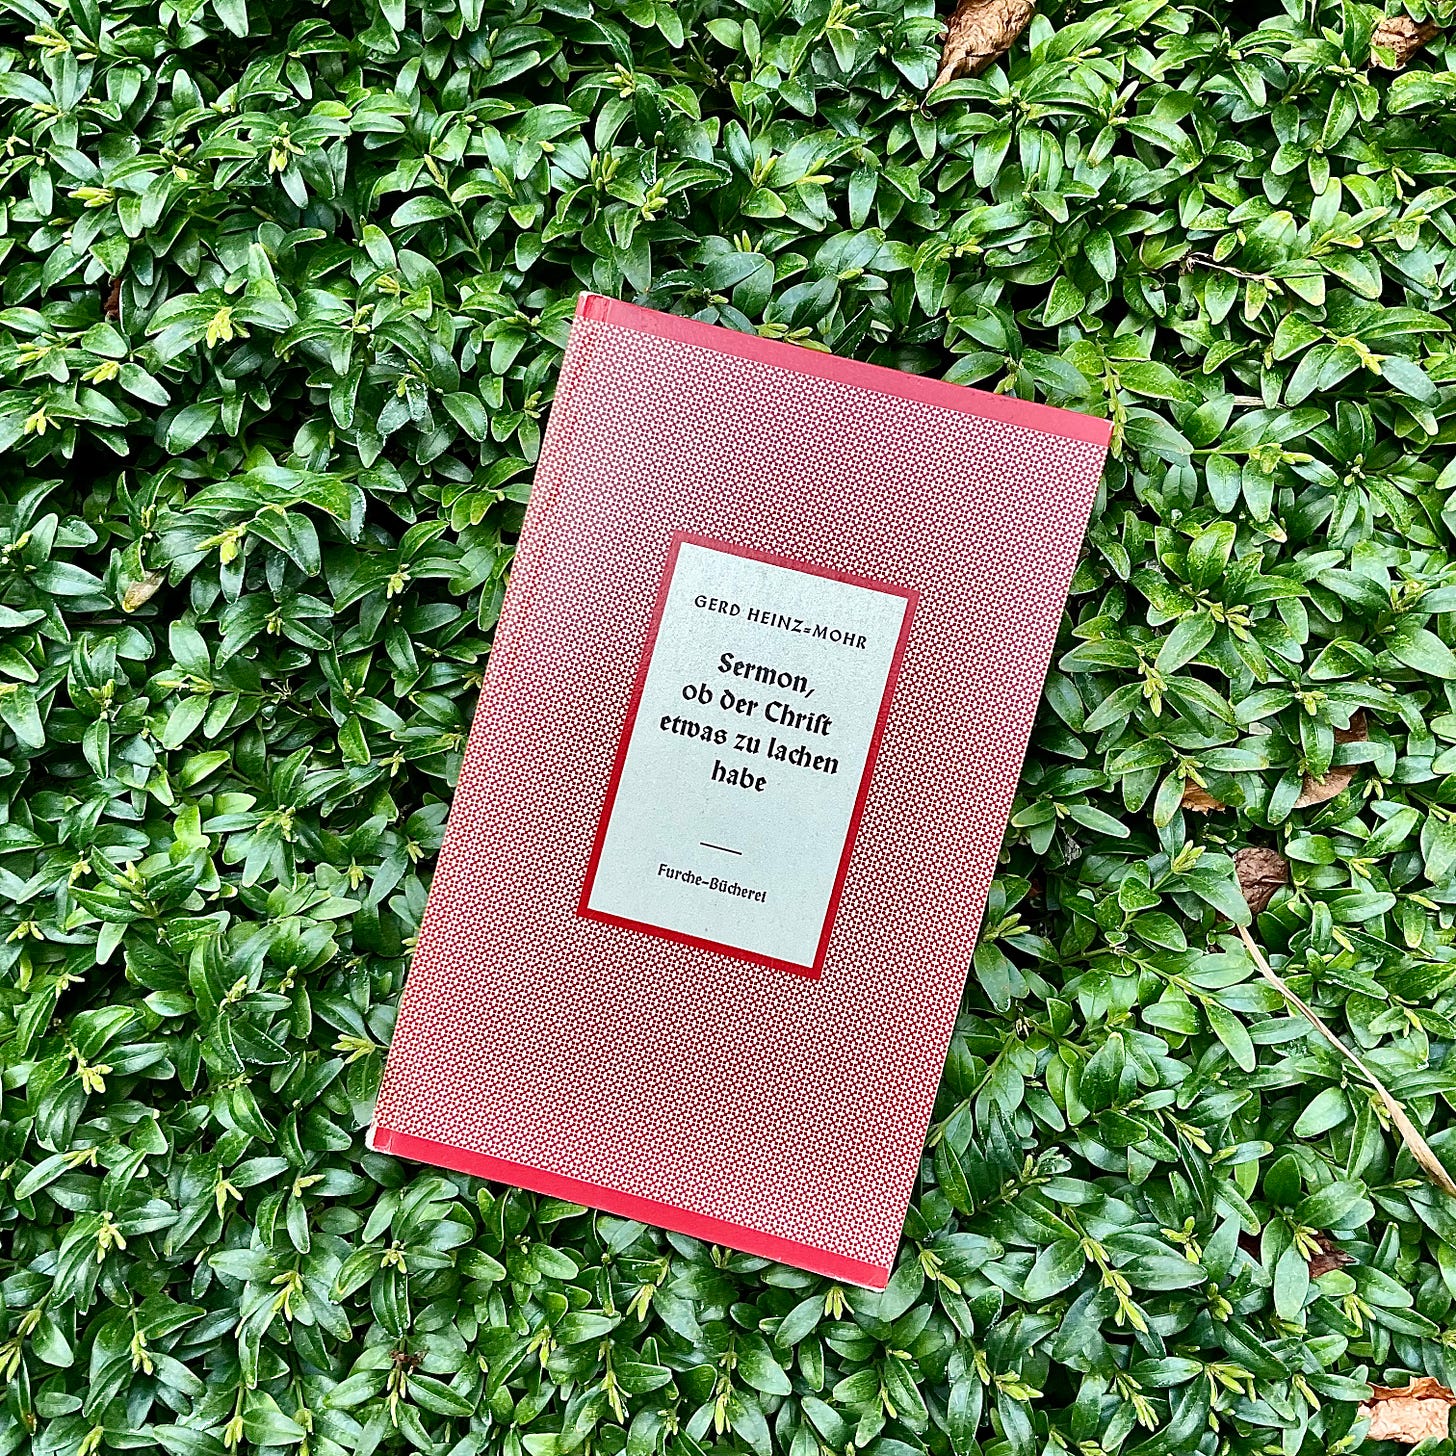 GERD HEINZ=MOHR
Sermon,
ob der Chriſt
etwas zu lachen
habe
Furche-Bücherei